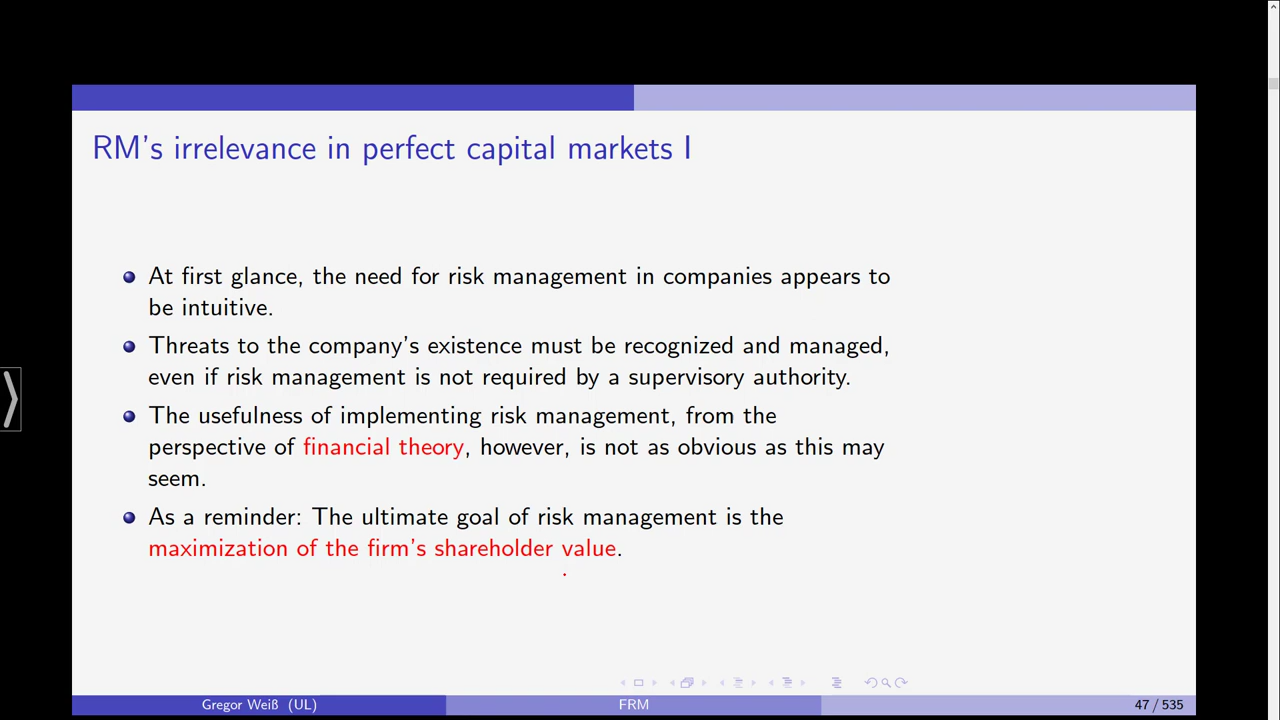 RM's irrelevance in perfect capital markets I
At first glance, the need for risk management in companies appears to
be intuitive.
Threats to the company's existence must be recognized and managed,
even if risk management is not required by a supervisory authority.
The usefulness of implementing risk management, from the
perspective of financial theory, however, is not as obvious as this may
seem.
As a reminder: The ultimate goal of risk management is the
maximization of the firm's shareholder value.
Gregor Weiß (UL) FRM 47 / 535